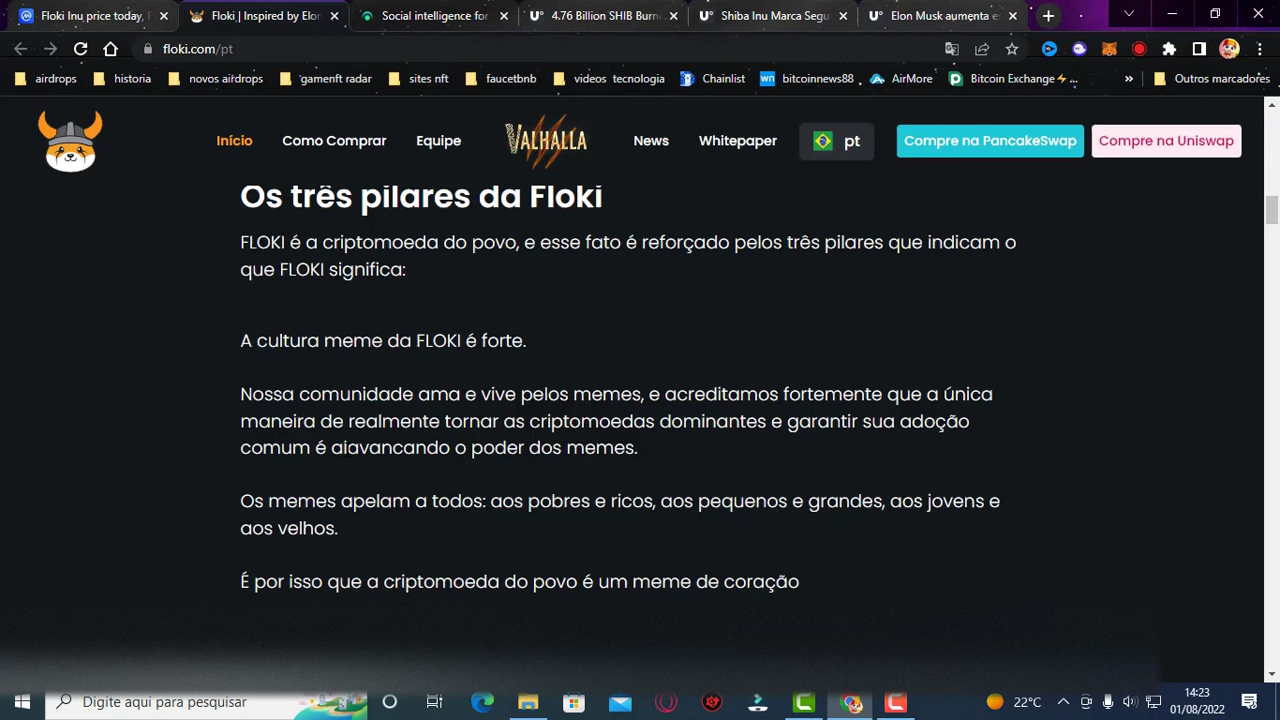 Floki Inu price today, F
Floki | Inspired by Elon
Social intelligence for
4.76 Billion SHIB Burne
Shiba Inu Marca Segu
Elon Musk aumenta es
floki.com/pt
airdrops
historia
novos airdrops
'gamenft radar
sites nft
faucetbnb
videos tecnologia
Chainlist
wn bitcoinnews88
AirMore
Bitcoin Exchange⚡...
»
Outros marcadores
Início
Como Comprar
Equipe
VALHALLA
News
Whitepaper
pt
Compre na PancakeSwap
Compre na Uniswap
Os três pilares da Floki
FLOKI é a criptomoeda do povo, e esse fato é reforçado pelos três pilares que indicam o
que FLOKI significa:
A cultura meme da FLOKI é forte.
Nossa comunidade ama e vive pelos memes, e acreditamos fortemente que a única
maneira de realmente tornar as criptomoedas dominantes e garantir sua adoção
comum é aiavancando o poder dos memes.
Os memes apelam a todos: aos pobres e ricos, aos pequenos e grandes, aos jovens e
aos velhos.
É por isso que a criptomoeda do povo é um meme de coração
Digite aqui para pesquisar
22°C
14:23
01/08/2022